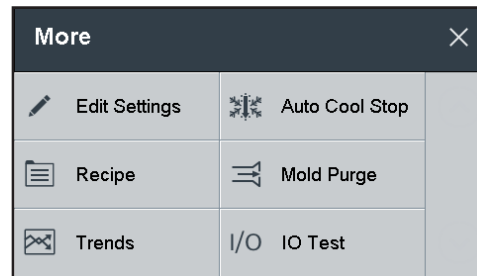 More
Edit Settings
Auto Cool Stop
Recipe
Mold Purge
Trends
I/O IO Test